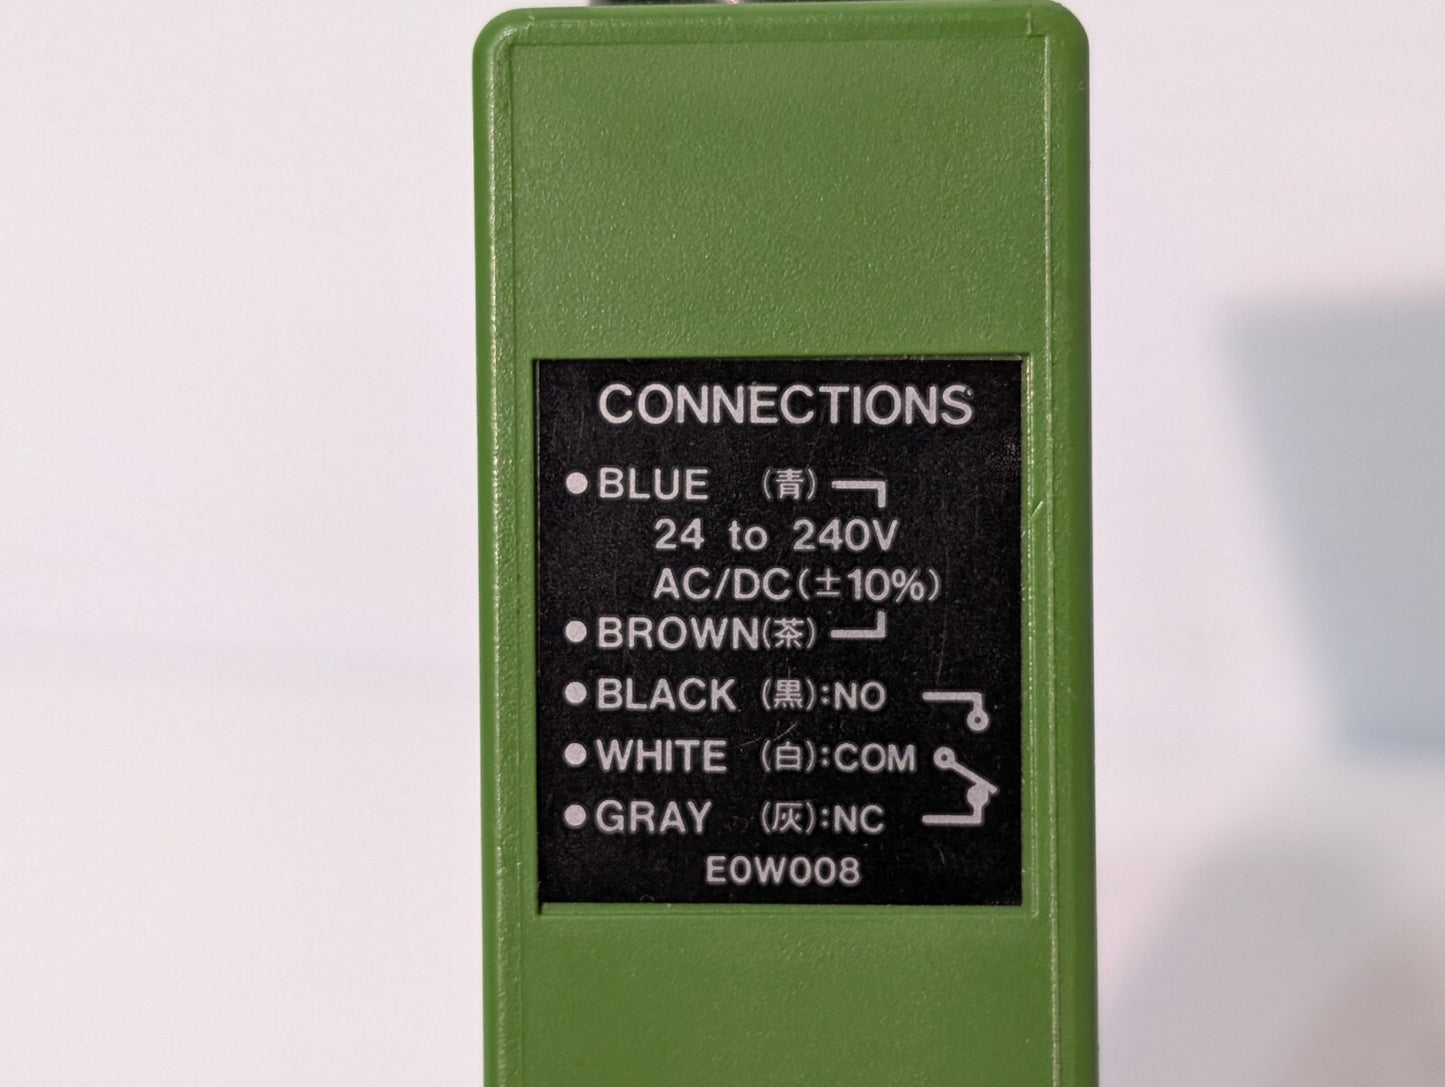 CONNECTIONS
●BLUE (青)
24 to 240V
AC/DC(±10%)
●BROWN(茶)
●BLACK (黒):NO
●WHITE (白):COM
●GRAY (灰):NC
E0W008